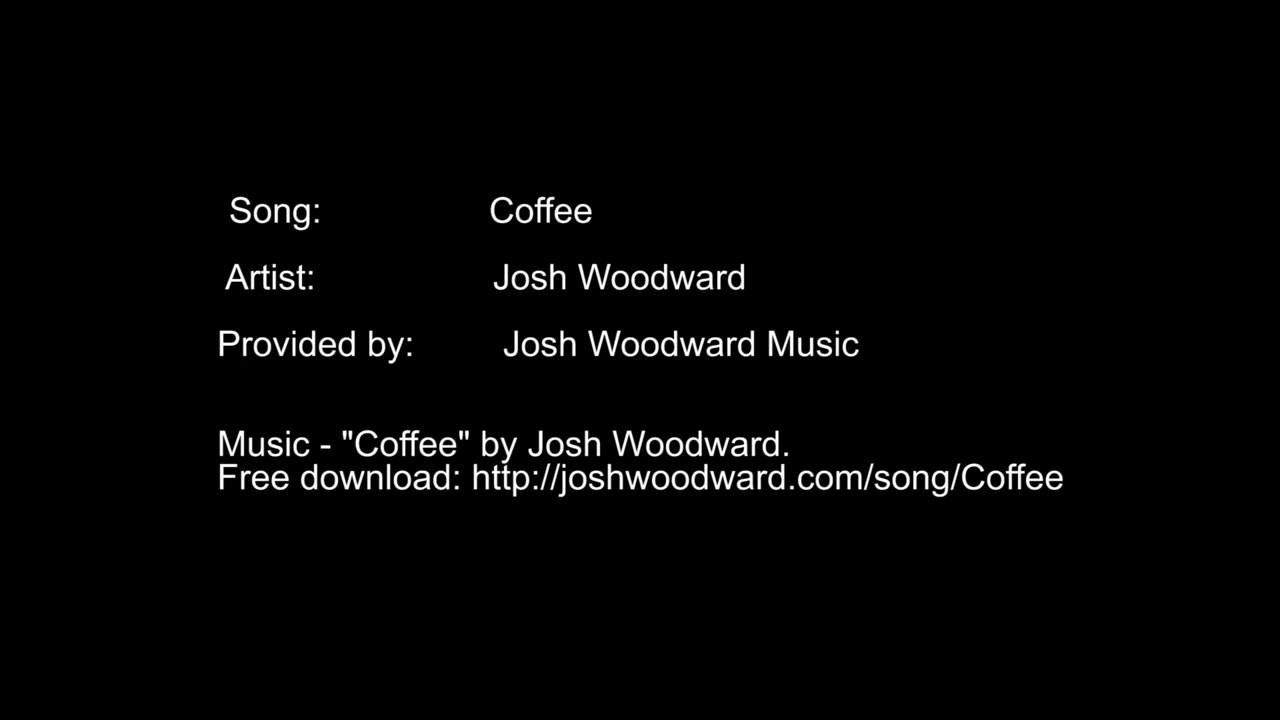 Song: Coffee
Artist: Josh Woodward
Provided by: Josh Woodward Music
Music - "Coffee" by Josh Woodward.
Free download: http://joshwoodward.com/song/Coffee